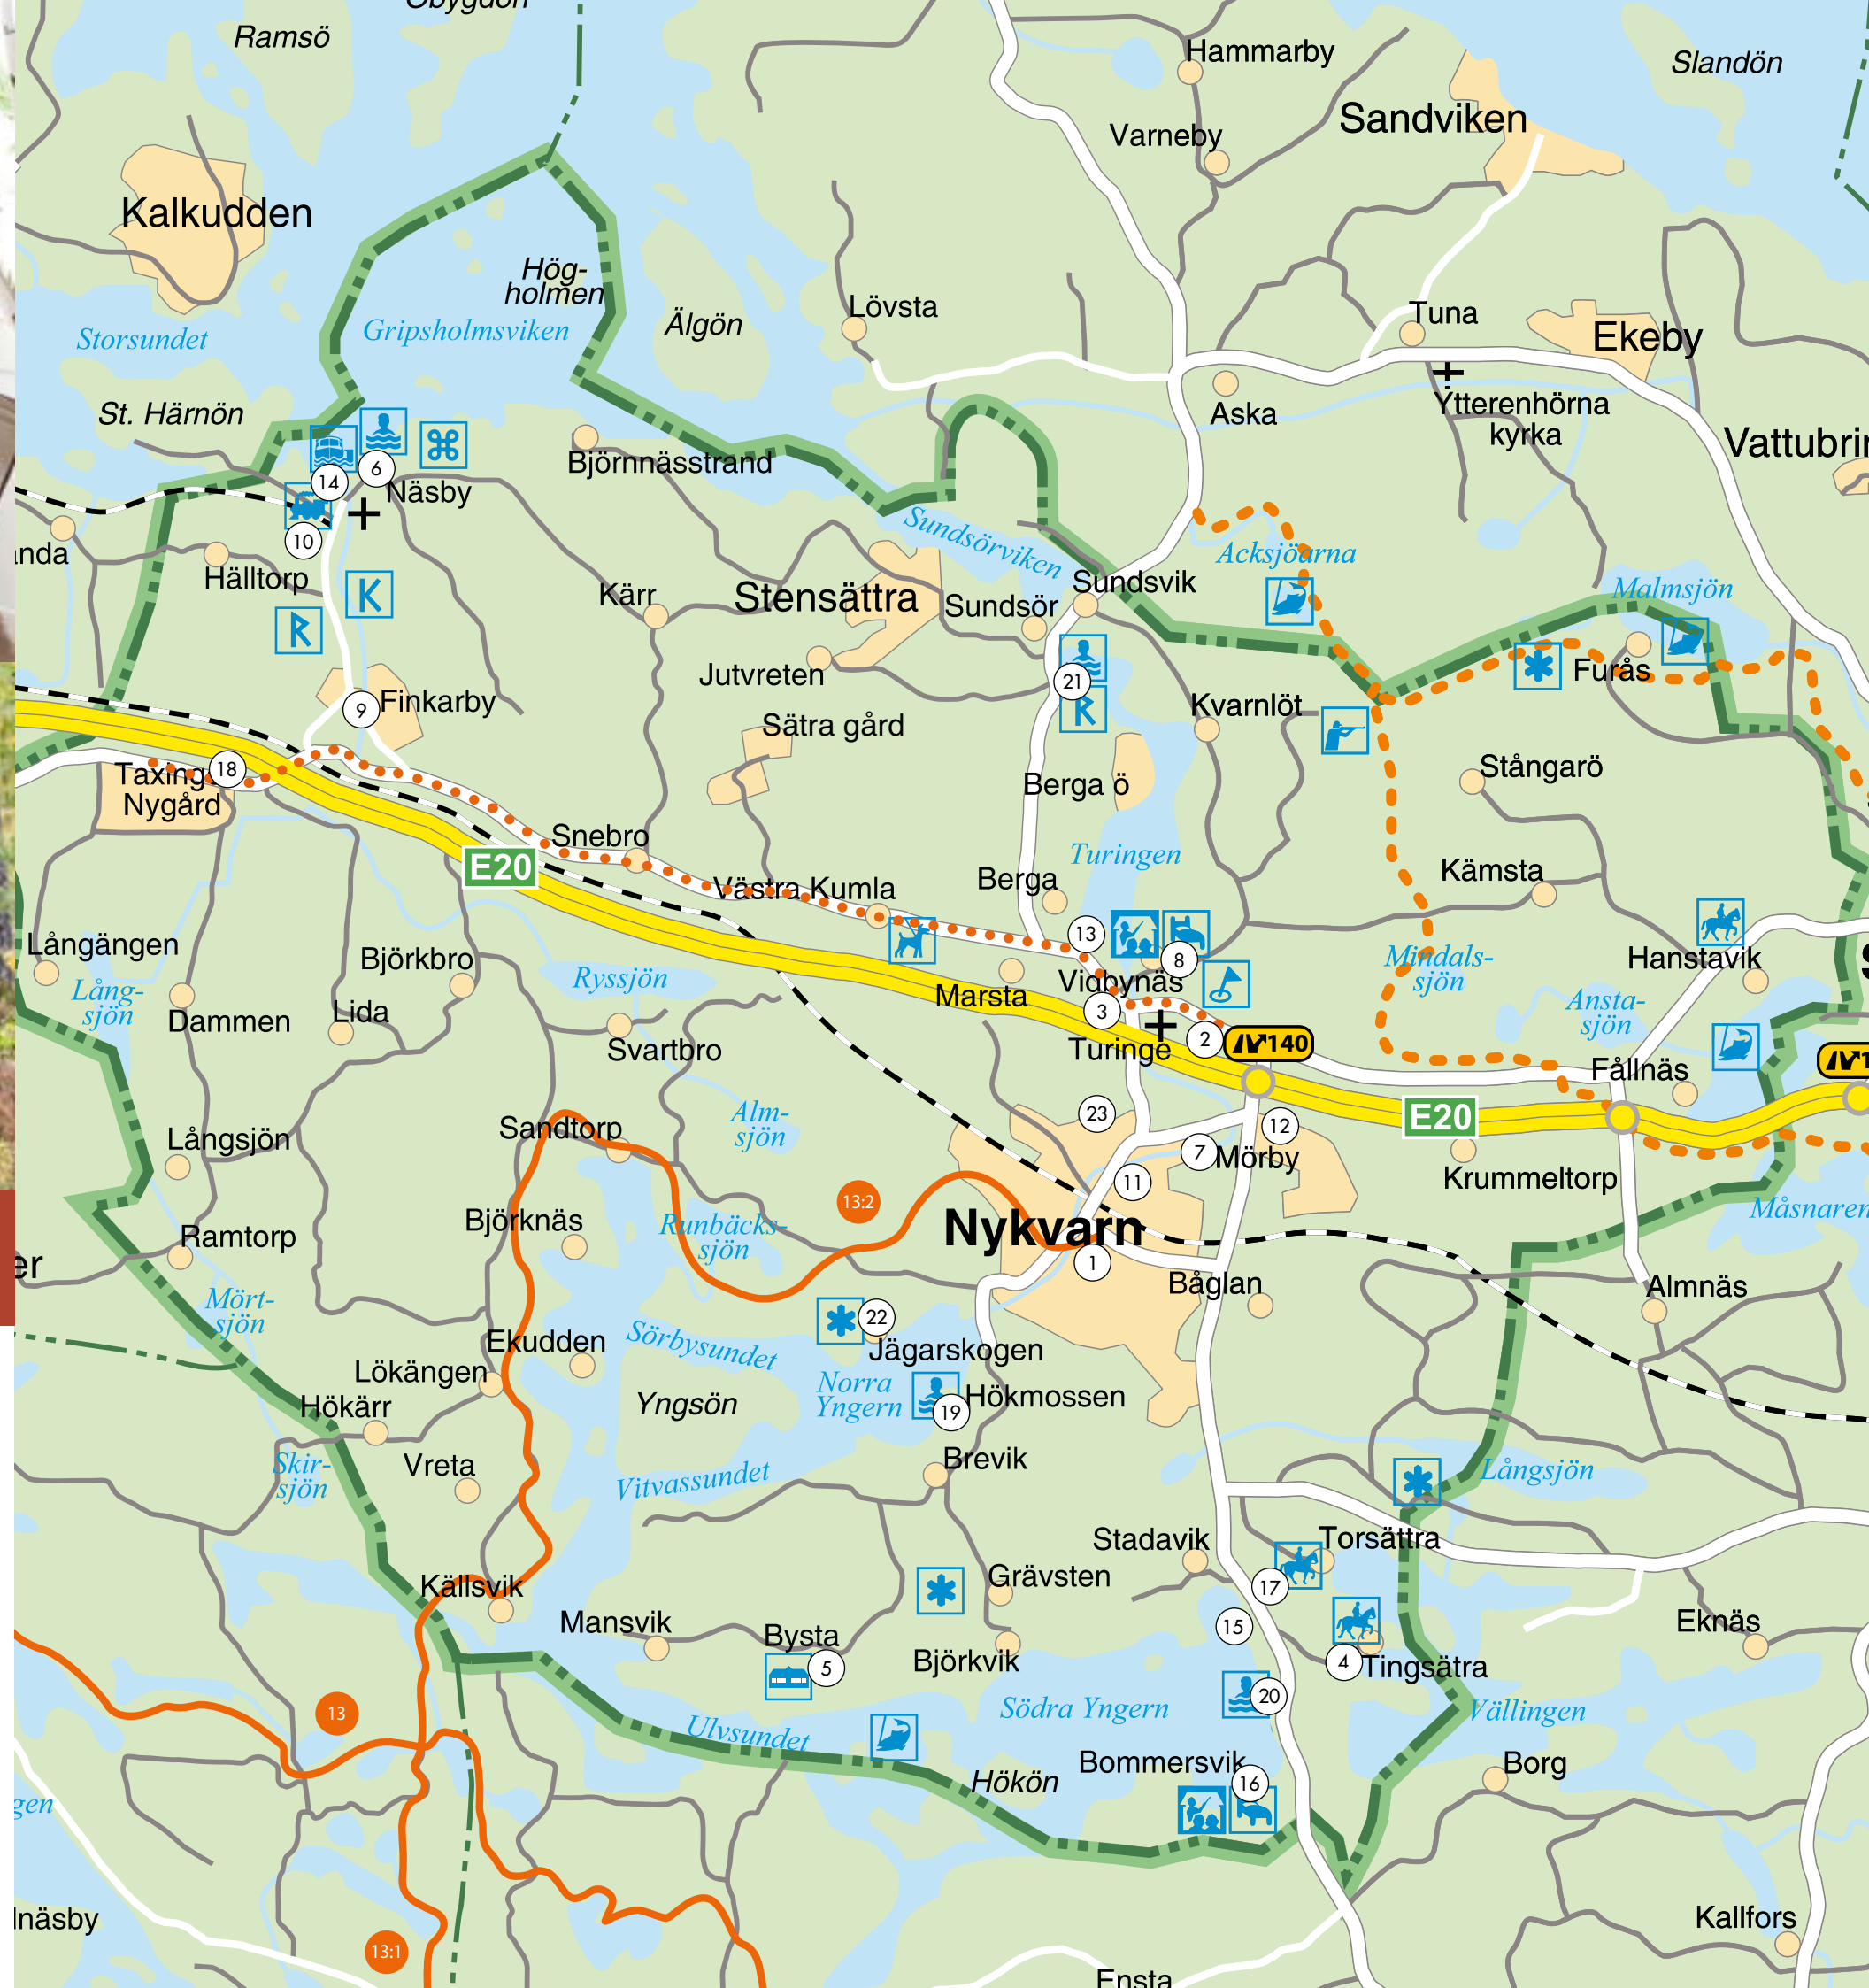 Ramsö
Hammarby
Slandön
Sandviken
Varneby
Kalkudden
Hög-
holmen
Lövsta
Tuna
Älgön
Gripsholmsviken
Storsundet
Ekeby
St. Härnön
Aska
Ytterenhörna
kyrka
Björnnässtrand
6
14
Näsby
10
Sundsörviken
Acksjöarna
Hälltorp
Sundsvik
Malmsjön
Kärr
Stensättra
Sundsör
K
R
Jutvreten
21
Furås
R
Finkarby
9
Kvarnlöt
Sätra gård
Taxinge
Nygård
18
Stångarö
Berga ö
Snebro
E20
Turingen
Kämsta
Västra Kumla
Berga
13
8
Långängen
Björkbro
Hanstavik
Mindals-
sjön
Ryssjön
Vidbynäs
Marsta
Lång-
sjön
Ansta-
sjön
3
Dammen
Lida
2
140
Svartbro
Turinge
Fållnäs
23
E20
Alm-
sjön
Sandtorp
12
Långsjön
7
Mörby
Krummeltorp
11
13:2
Måsnaren
Björknäs
Runbäcks-
sjön
Nykvarn
Ramtorp
1
Båglan
Almnäs
Mört-
sjön
22
Ekudden
Sörbysundet
Jägarskogen
Lökängen
Norra
Yngern
Hökmossen
Yngsön
19
Hökärr
Brevik
Skir-
sjön
Vreta
Vitvassundet
Långsjön
Stadavik
Torsättra
Grävsten
Källsvik
17
Mansvik
Bysta
15
Eknäs
Björkvik
5
4
Tingsätra
20
13
Södra Yngern
Vällingen
Ulvsundet
Bommersvik
Borg
Hökön
16
Kallfors
13:1
Ensta